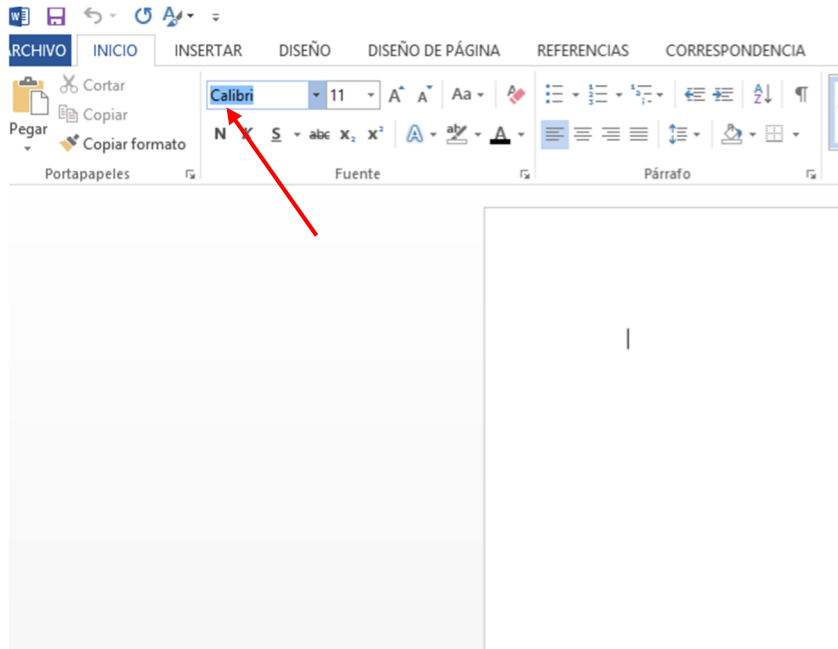 ARCHIVO INICIO INSERTAR DISEÑO DISEÑO DE PÁGINA REFERENCIAS CORRESPONDENCIA
Pegar
Cortar
Copiar
Copiar formato
Portapapeles
Calibri 11 Aa
N K S abc x₂ x² A aby A
Fuente
A Z
Párrafo